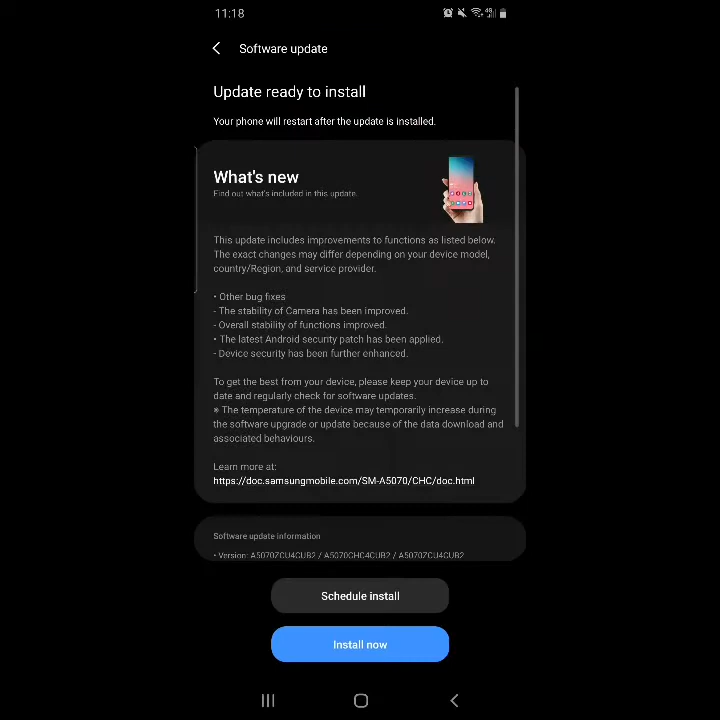 11:18
Software update
Update ready to install
Your phone will restart after the update is installed.
What's new
Find out what's included in this update.
This update includes improvements to functions as listed below.
The exact changes may differ depending on your device model,
country/Region, and service provider.
• Other bug fixes
- The stability of Camera has been improved.
- Overall stability of functions improved.
• The latest Android security patch has been applied.
- Device security has been further enhanced.
To get the best from your device, please keep your device up to
date and regularly check for software updates.
※ The temperature of the device may temporarily increase during
the software upgrade or update because of the data download and
associated behaviours.
Learn more at:
https://doc.samsungmobile.com/SM-A5070/CHC/doc.html
Software update information
• Version: A5070ZCU4CUB2 / A5070CHC4CUB2 / A5070ZCU4CUB2
Schedule install
Install now